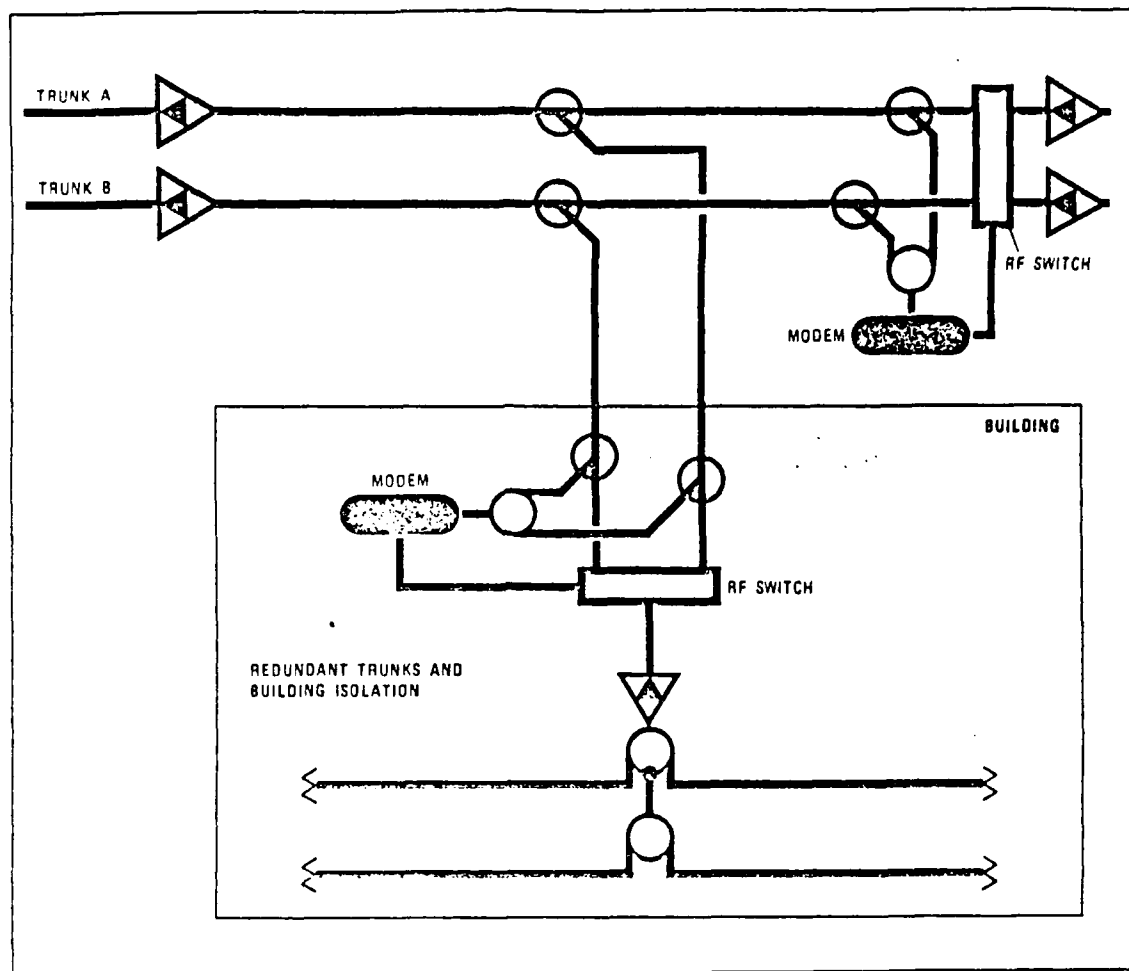 TRUNK A
TRUNK B
RF SWITCH
MODEM
BUILDING
MODEM
RF SWITCH
REDUNDANT TRUNKS AND
BUILDING ISOLATION